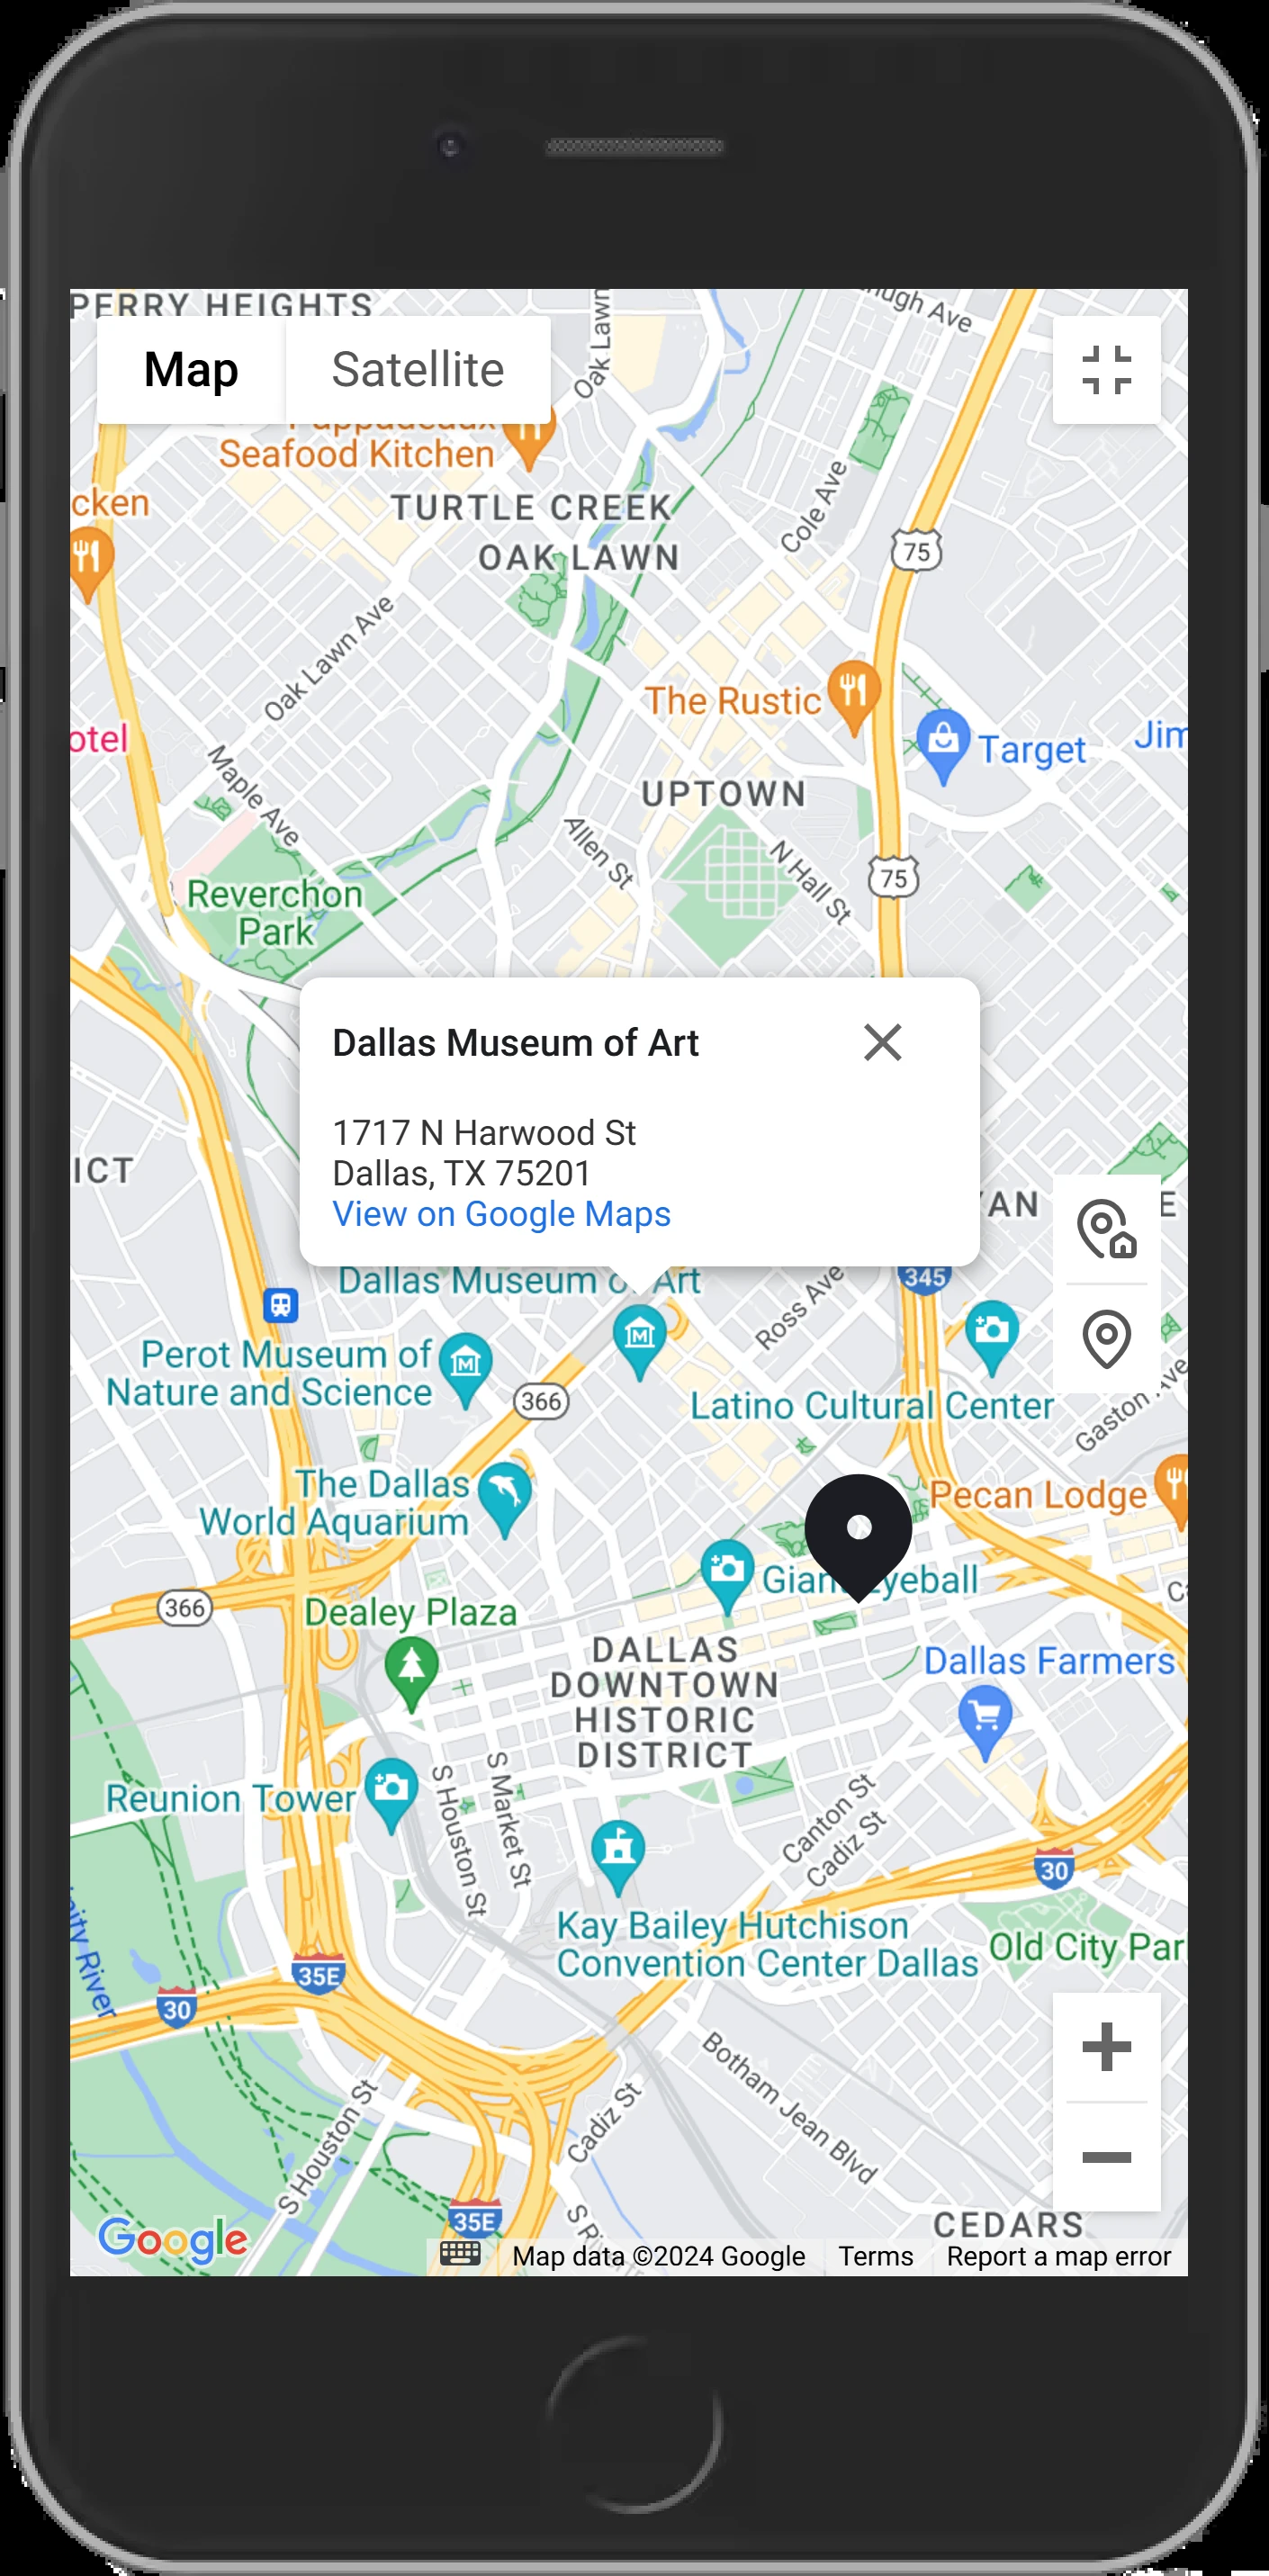 PERRY HEIGHTS
Map
Satellite
Oak Lawn
Seafood Kitchen
cken
TURTLE CREEK
OAK LAWN
Cole Ave
75
Oak Lawn Ave
The Rustic
Target
Jim
otel
UPTOWN
Maple Ave
Allen St
N Hall St
75
Reverchon
Park
Dallas Museum of Art
1717 N Harwood St
Dallas, TX 75201
View on Google Maps
ICT
Dallas Museum of Art
345
Ross Ave
Perot Museum of
Nature and Science
366
Latino Cultural Center
Gaston Ave
The Dallas
World Aquarium
Pecan Lodge
Giant Eyeball
366
Dealey Plaza
DALLAS
DOWNTOWN
HISTORIC
DISTRICT
Dallas Farmers
Reunion Tower
S Houston St
S Market St
Canton St
Cadiz St
30
Kay Bailey Hutchison
Convention Center Dallas
Old City Par
River
35E
30
Botham Jean Blvd
Cadiz St
S Houston St
35E
CEDARS
Google
Map data ©2024 Google
Terms
Report a map error